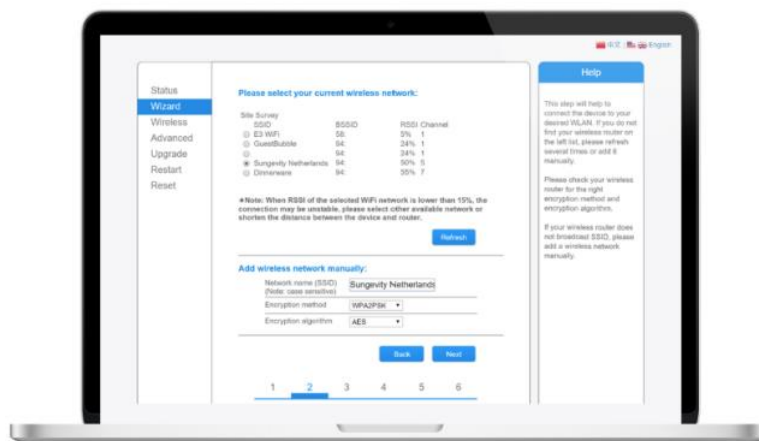 中文 | English
Help
Status
Wizard
Wireless
Advanced
Upgrade
Restart
Reset
Please select your current wireless network:
Site Survey
SSID BSSID RSSI Channel
E3 WiFi 58: 5% 1
GuestBubble 94: 24% 1
94: 24% 1
Sungevity Netherlands 94: 50% 5
Dinnerware 94: 55% 7
★Note: When RSSI of the selected WiFi network is lower than 15%, the
connection may be unstable, please select other available network or
shorten the distance between the device and router.
Refresh
Add wireless network manually:
Network name (SSID) Sungevity Netherlands
(Note: case sensitive)
Encryption method WPA2PSK
Encryption algorithm AES
Back Next
1 2 3 4 5 6
This step will help to
connect the device to your
desired WLAN. If you do not
find your wireless router on
the left list, please refresh
several times or add it
manually.
Please check your wireless
router for the right
encryption method and
encryption algorithm.
If your wireless router does
not broadcast SSID, please
add a wireless network
manually.